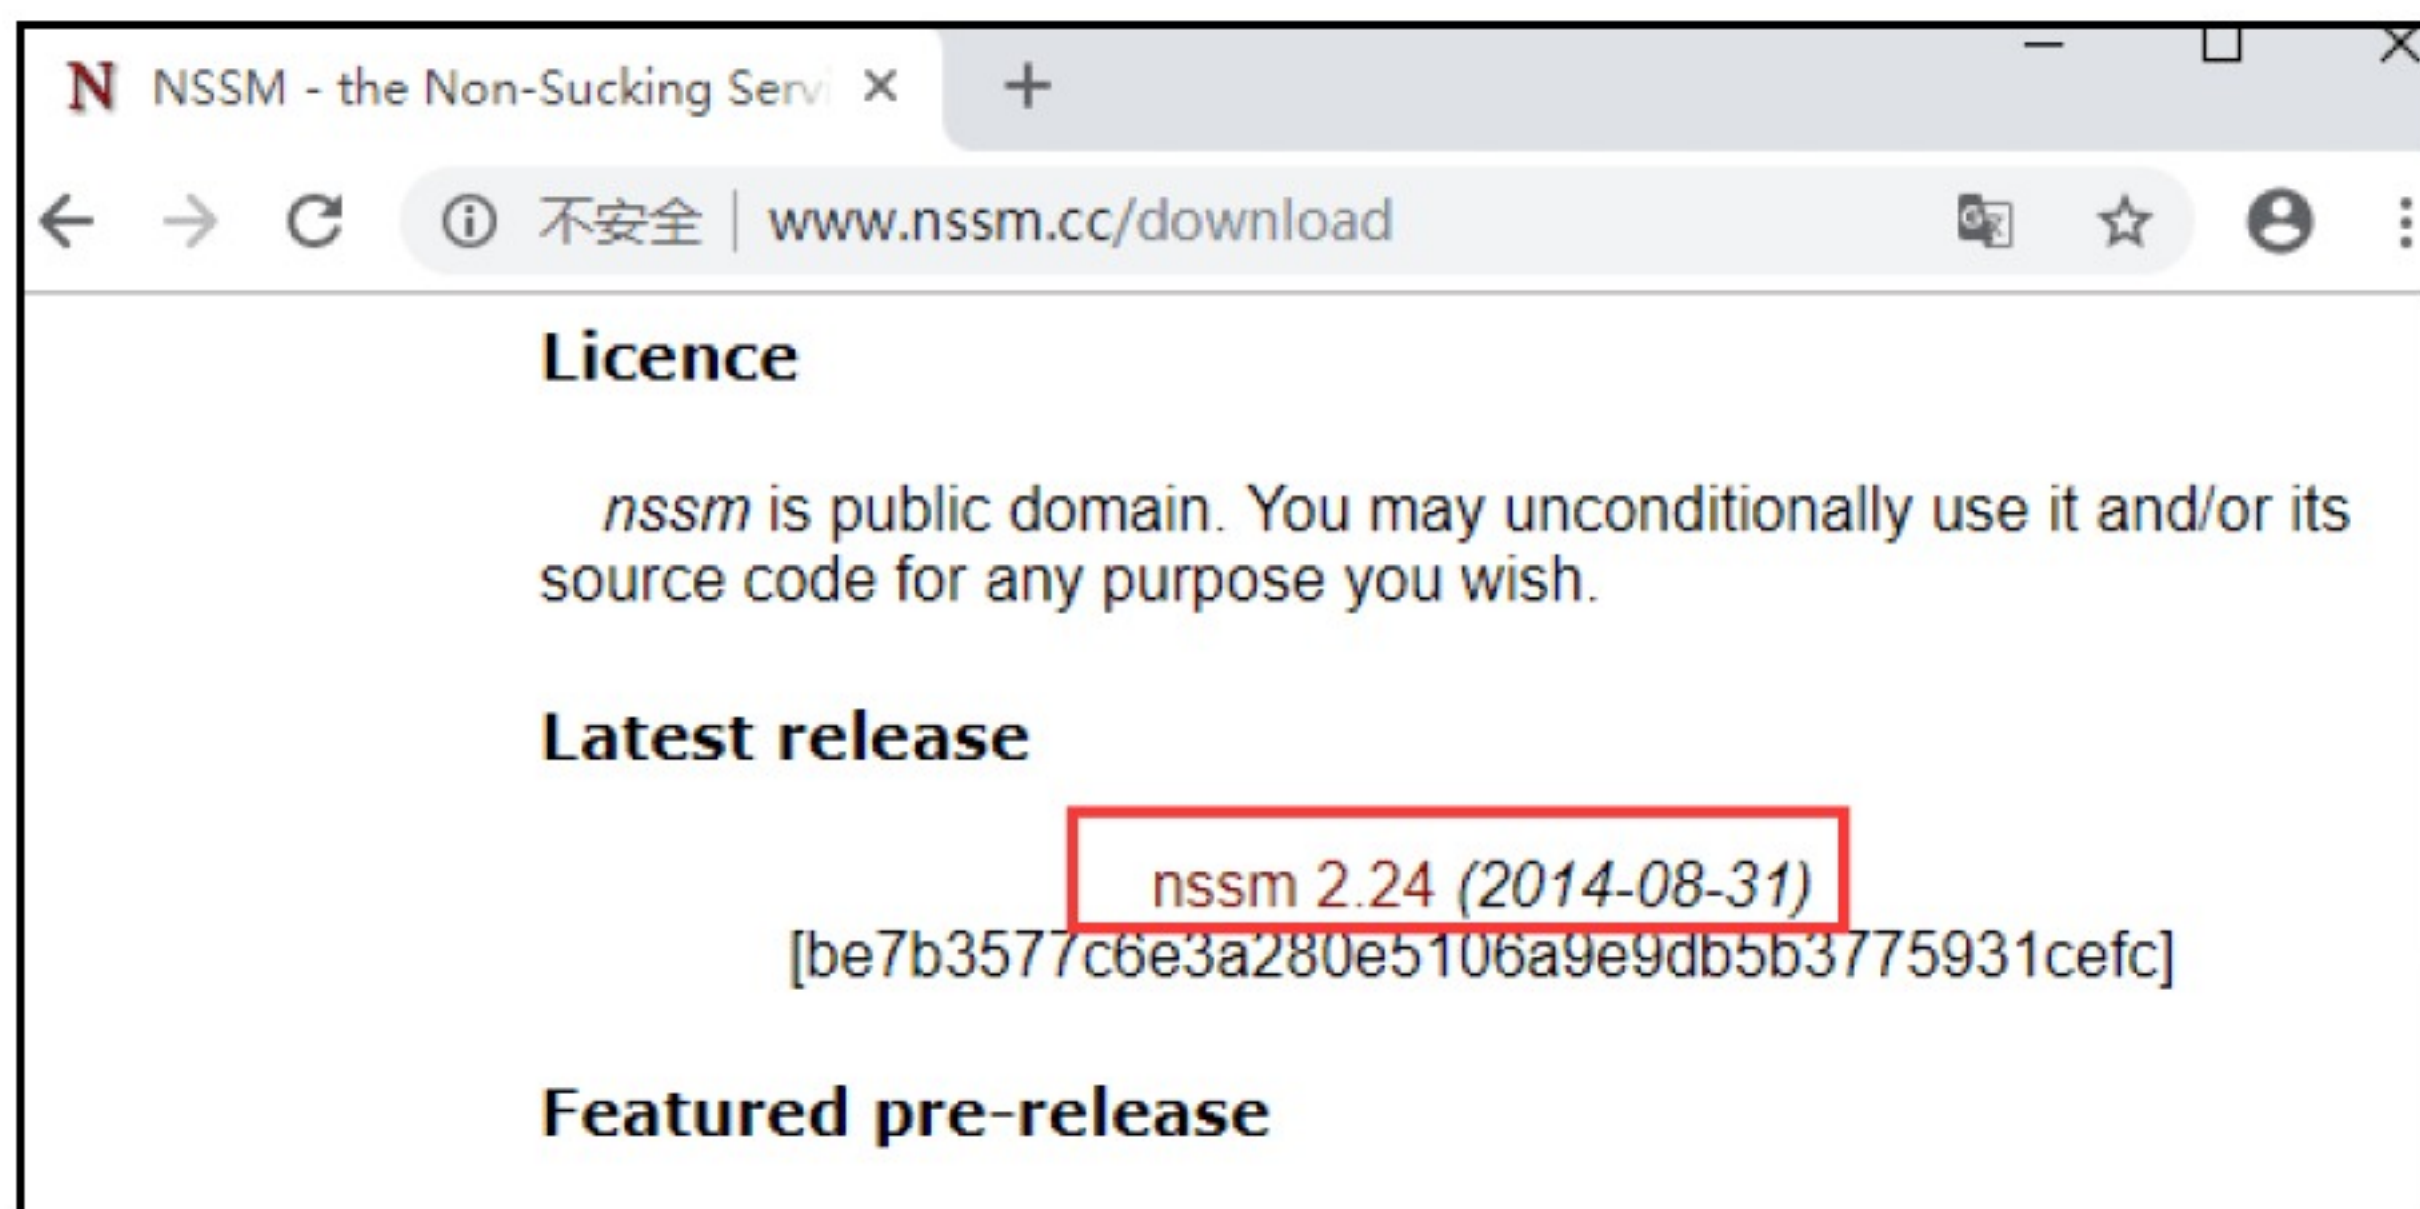 N NSSM - the Non-Sucking Serv
不安全 www.nssm.cc/download
Licence
nssm is public domain. You may unconditionally use it and/or its
source code for any purpose you wish.
Latest release
nssm 2.24 (2014-08-31)
[be7b3577c6e3a280e5106a9e9db5b3775931cefc]
Featured pre-release